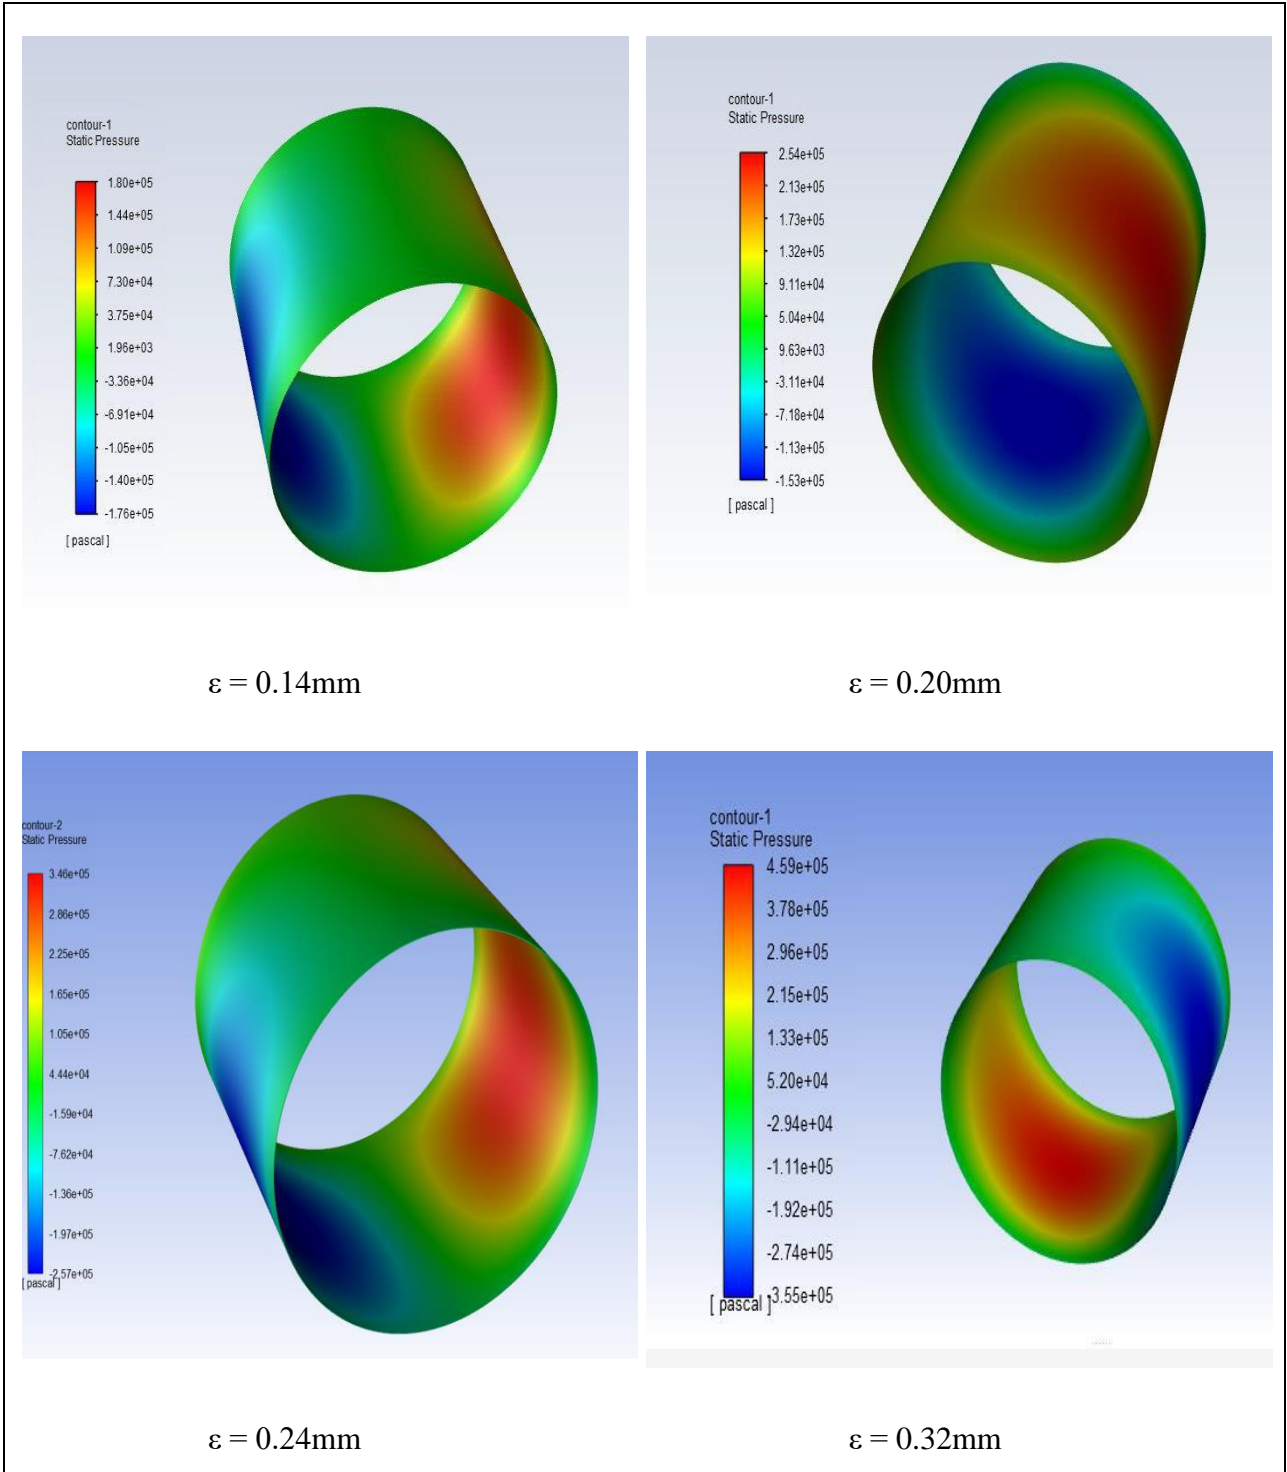 contour-1
Static Pressure
1.80e+05
1.44e+05
1.09e+05
7.30e+04
3.75e+04
1.96e+03
-3.36e+04
-6.91e+04
-1.05e+05
-1.40e+05
-1.76e+05
[ pascal ]
contour-1
Static Pressure
2.54e+05
2.13e+05
1.73e+05
1.32e+05
9.11e+04
5.04e+04
9.63e+03
-3.11e+04
-7.18e+04
-1.13e+05
-1.53e+05
[ pascal ]
ε = 0.14mm
ε = 0.20mm
contour-2
Static Pressure
3.46e+05
2.86e+05
2.25e+05
1.65e+05
1.05e+05
4.44e+04
-1.59e+04
-7.62e+04
-1.36e+05
-1.97e+05
-2.57e+05
[ pascal ]
contour-1
Static Pressure
4.59e+05
3.78e+05
2.96e+05
2.15e+05
1.33e+05
5.20e+04
-2.94e+04
-1.11e+05
-1.92e+05
-2.74e+05
-3.55e+05
[ pascal ]
ε = 0.24mm
ε = 0.32mm